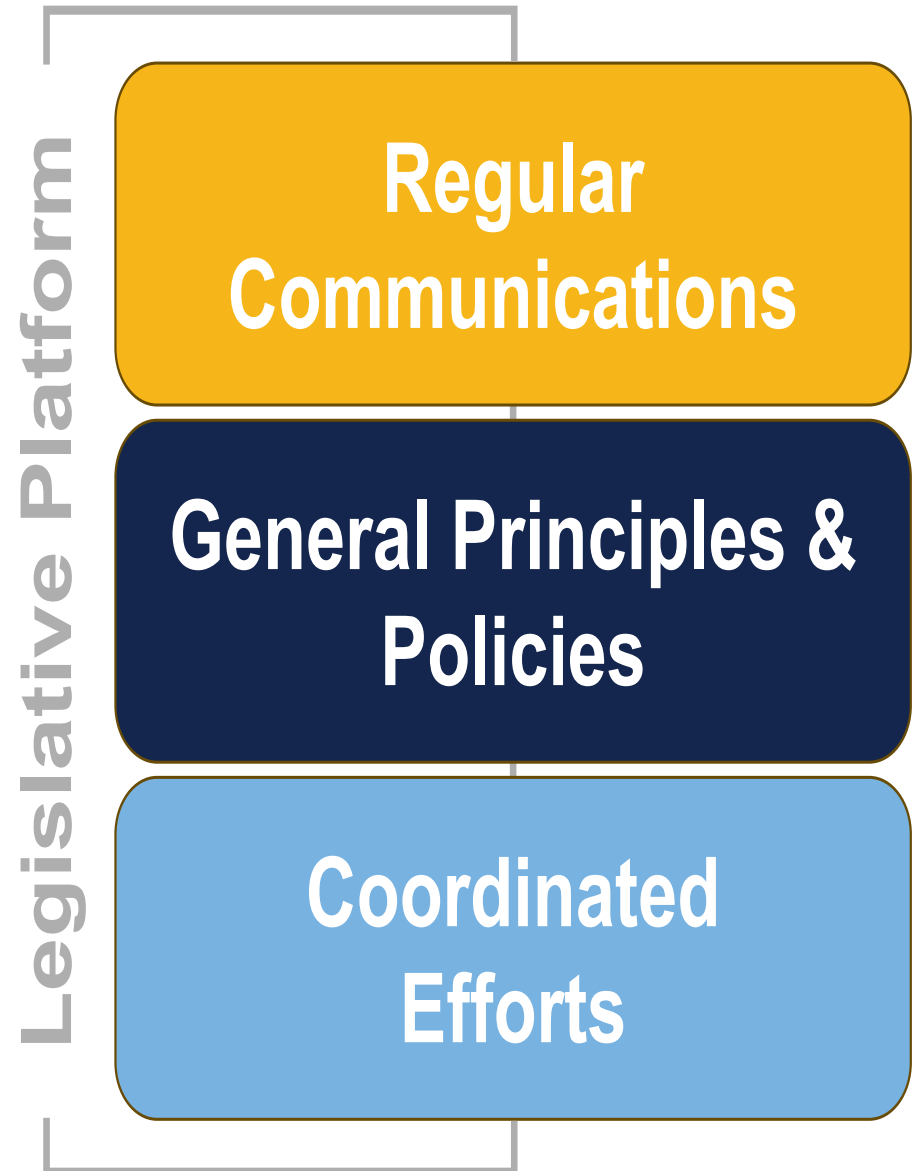 Legislative Platform
Regular
Communications
General Principles &
Policies
Coordinated
Efforts